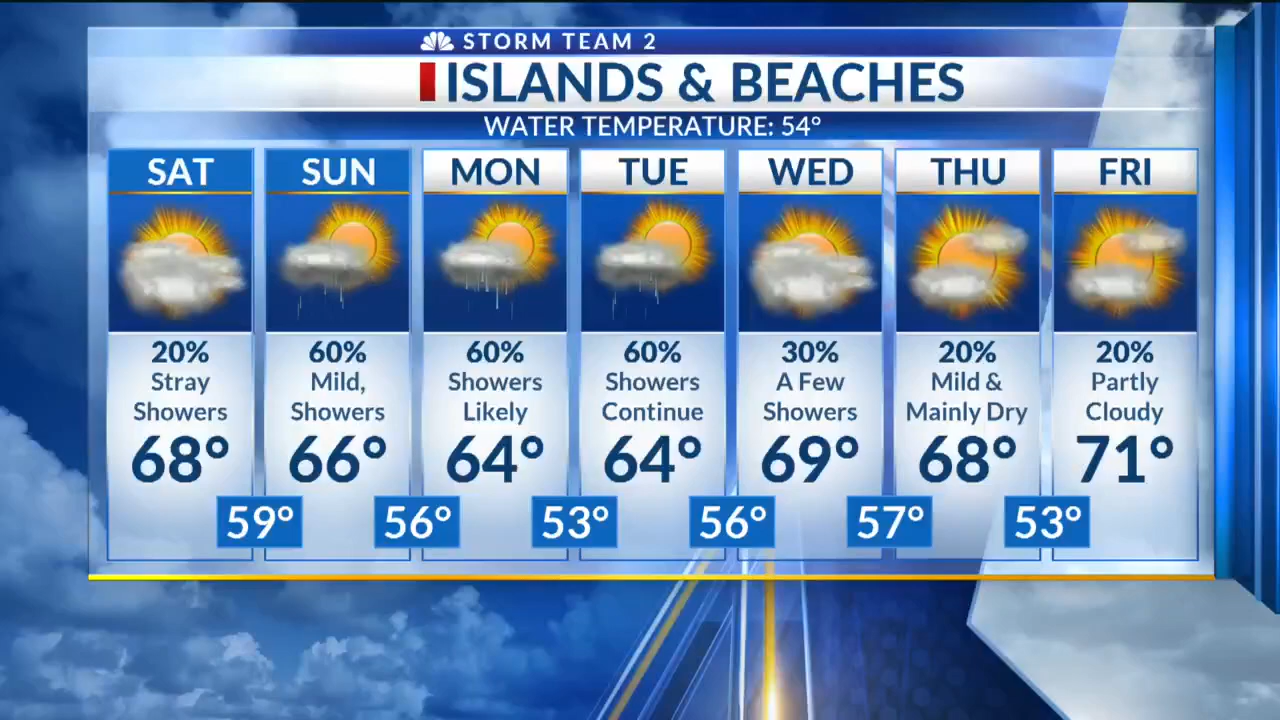 STORM TEAM 2
ISLANDS & BEACHES
WATER TEMPERATURE: 54°
SAT
20%
Stray
Showers
68°
SUN
60%
Mild,
Showers
66°
MON
60%
Showers
Likely
64°
TUE
60%
Showers
Continue
64°
WED
30%
A Few
Showers
69°
THU
20%
Mild &
Mainly Dry
68°
FRI
20%
Partly
Cloudy
71°
59°
56°
53°
56°
57°
53°